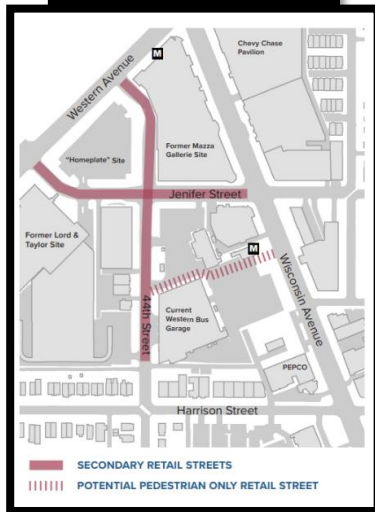 M
Chevy Chase
Pavilion
Western Avenue
"Homeplate" Site
Former Mazza
Gallerie Site
Jenifer Street
Former Lord &
Taylor Site
M
Wisconsin Avenue
44th Street
Current
Western Bus
Garage
PEPCO
Harrison Street
SECONDARY RETAIL STREETS
POTENTIAL PEDESTRIAN ONLY RETAIL STREET